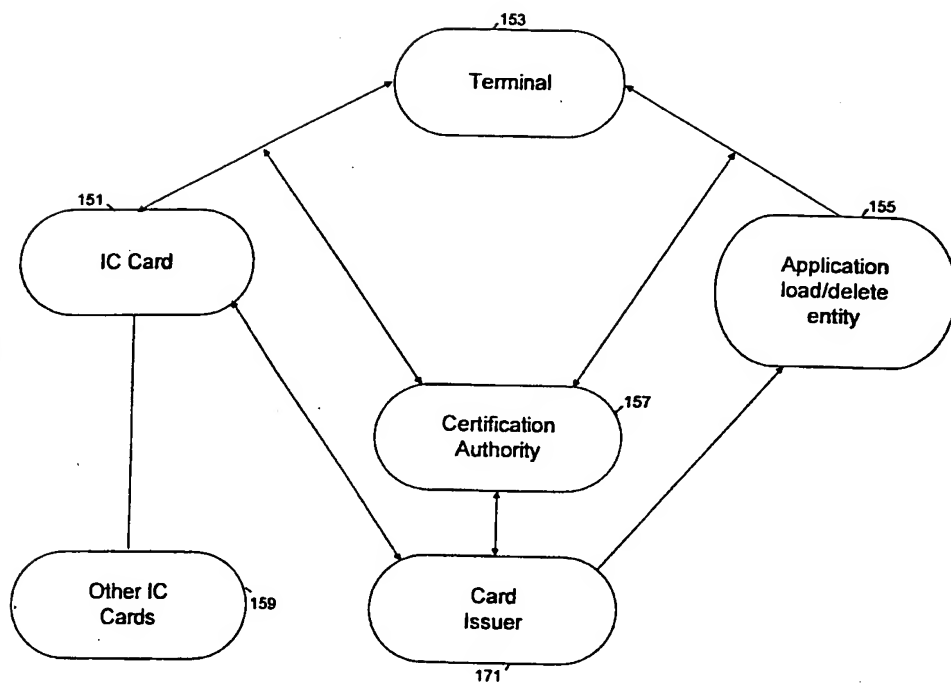 153
Terminal
151
IC Card
155
Application
load/delete
entity
Certification
Authority
157
Other IC
Cards
159
Card
Issuer
171